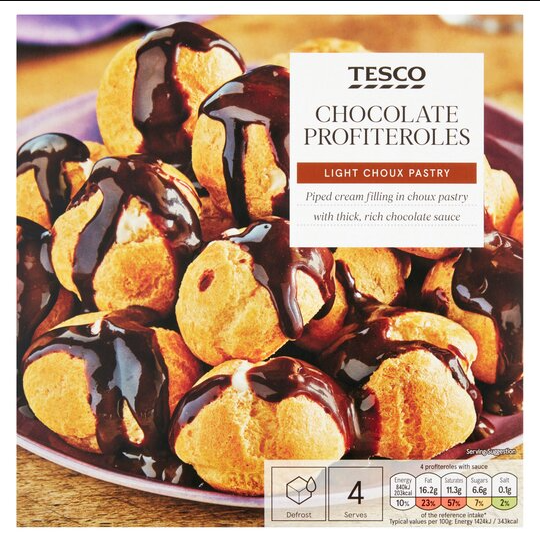 TESCO
CHOCOLATE
PROFITEROLES
LIGHT CHOUX PASTRY
Piped cream filling in choux pastry
with thick, rich chocolate sauce
Serving Suggestion
Defrost
4
Serves
4 profiteroles with sauce
Energy Fat Saturates Sugars Salt
840kJ
203kcal 16.2g 11.3g 6.6g 0.1g
10% 23% 57% 7% 2%
of the reference intake*
Typical values per 100g: Energy 1424kJ / 343kcal